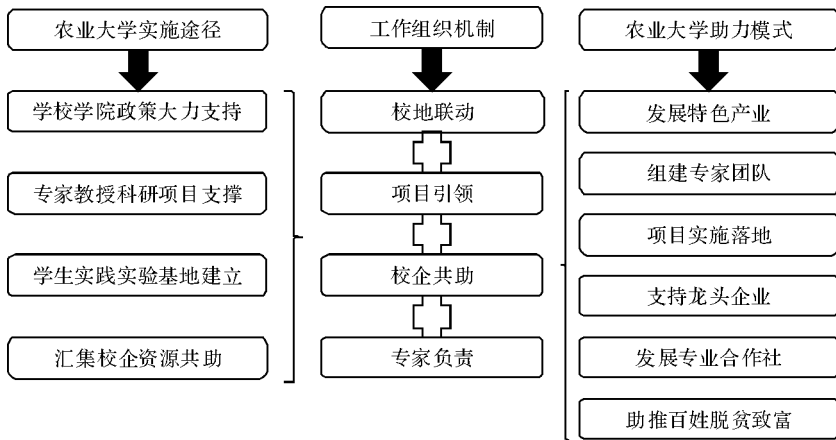 农业大学实施途径
学校学院政策大力支持
专家教授科研项目支撑
学生实践实验基地建立
汇集校企资源共助
工作组织机制
校地联动
项目引领
校企共助
专家负责
农业大学助力模式
发展特色产业
组建专家团队
项目实施落地
支持龙头企业
发展专业合作社
助推百姓脱贫致富